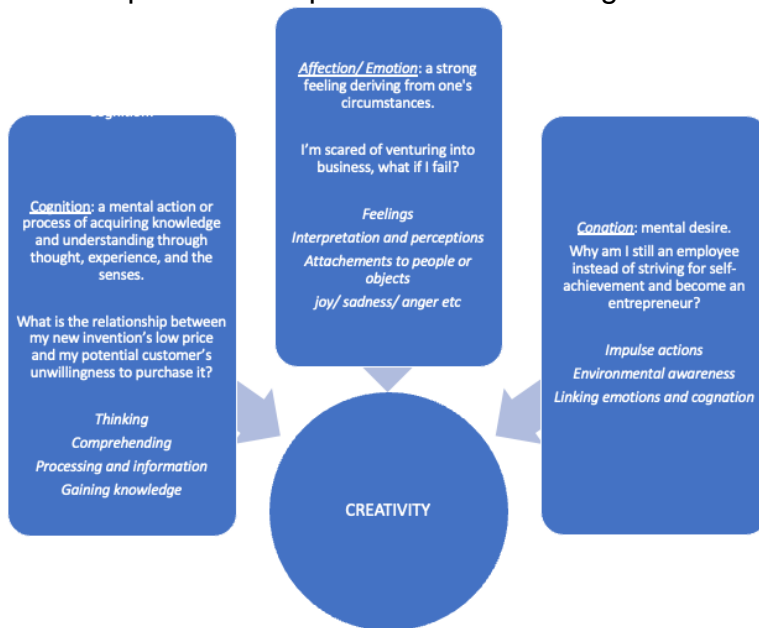 Affection/ Emotion: a strong
feeling deriving from one's
circumstances.
I'm scared of venturing into
business, what if I fail?
Feelings
Interpretation and perceptions
Attachements to people or
objects
joy/ sadness/ anger etc
Cognition: a mental action or
process of acquiring knowledge
and understanding through
thought, experience, and the
senses.
What is the relationship between
my new invention's low price
and my potential customer's
unwillingness to purchase it?
Thinking
Comprehending
Processing and information
Gaining knowledge
Conation: mental desire.
Why am I still an employee
instead of striving for self-
achievement and become an
entrepreneur?
Impulse actions
Environmental awareness
Linking emotions and cognation
CREATIVITY